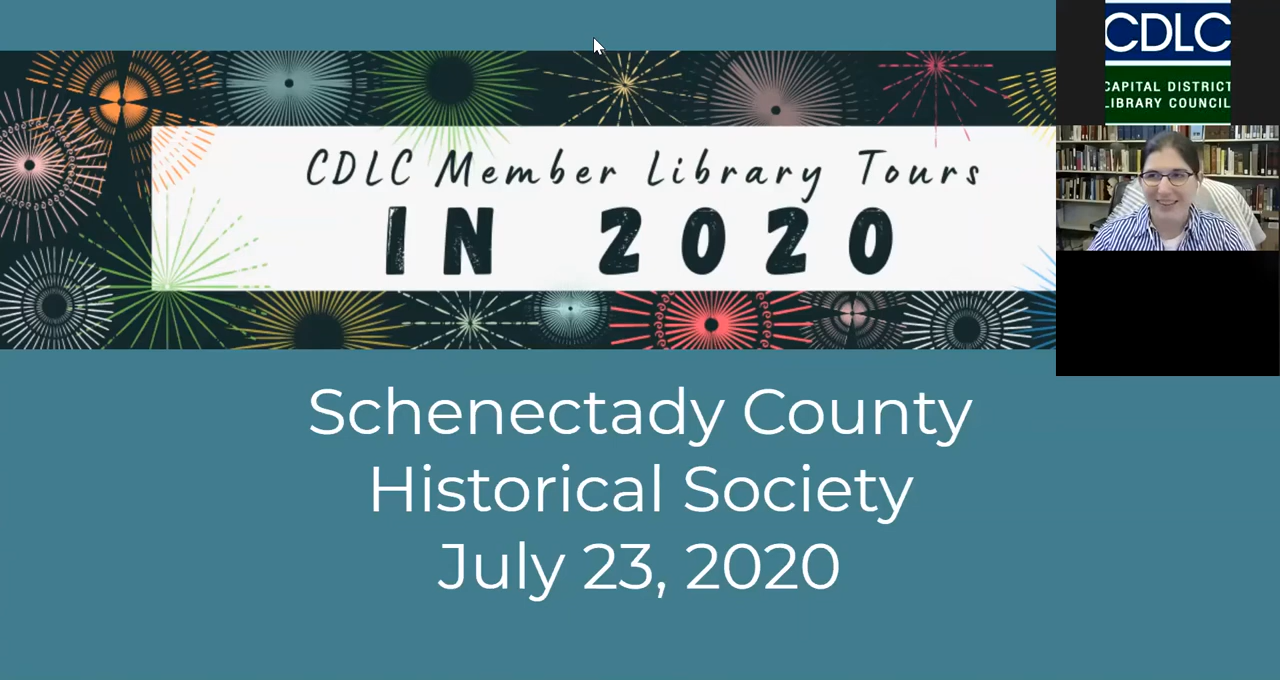 CDLC Member Library Tours
IN 2020
CDLC
CAPITAL DISTRICT
LIBRARY COUNCIL
Schenectady County
Historical Society
July 23, 2020